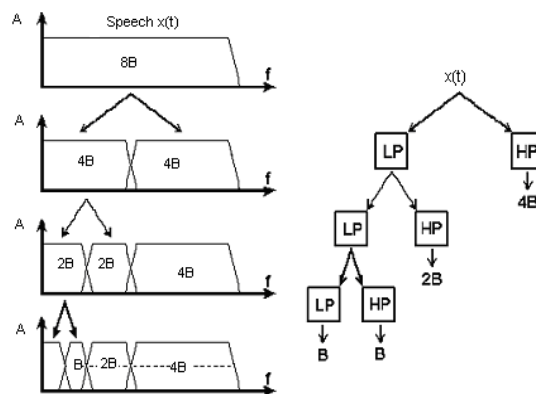 A Speech x(t)
8B
f
A
4B 4B
f
A
2B 2B 4B
f
A
B 2B 4B
f
x(t)
LP HP
4B
LP HP
2B
LP HP
B B